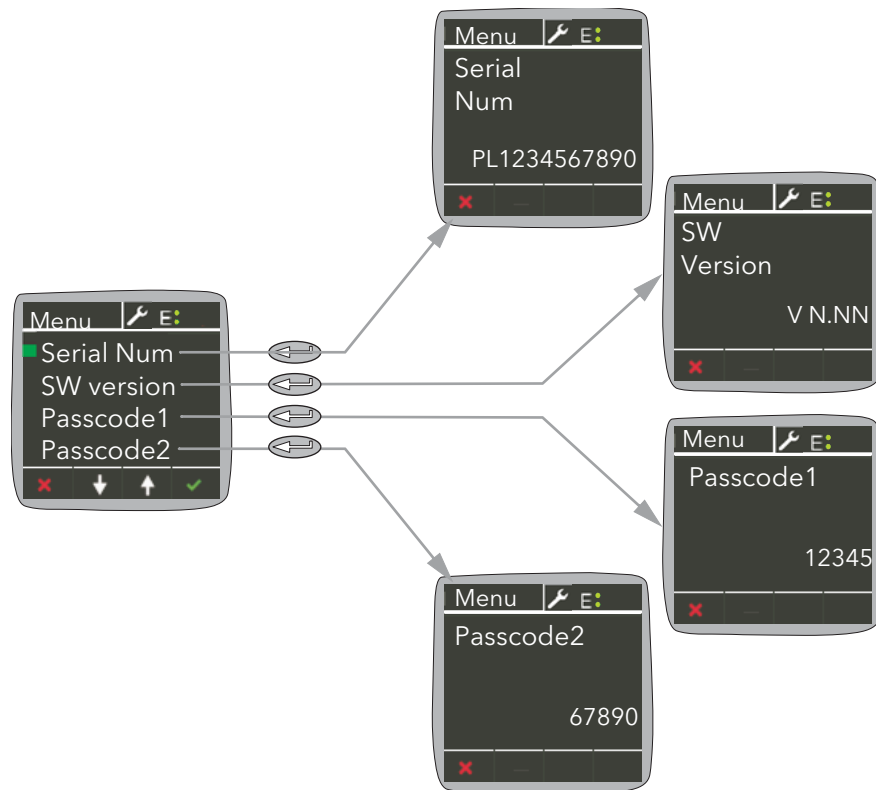 Menu E:
Serial
Num
PL1234567890
Menu E:
SW
Version
V N.NN
Menu E:
Serial Num
SW version
Passcode1
Passcode2
Menu E:
Passcode1
12345
Menu E:
Passcode2
67890